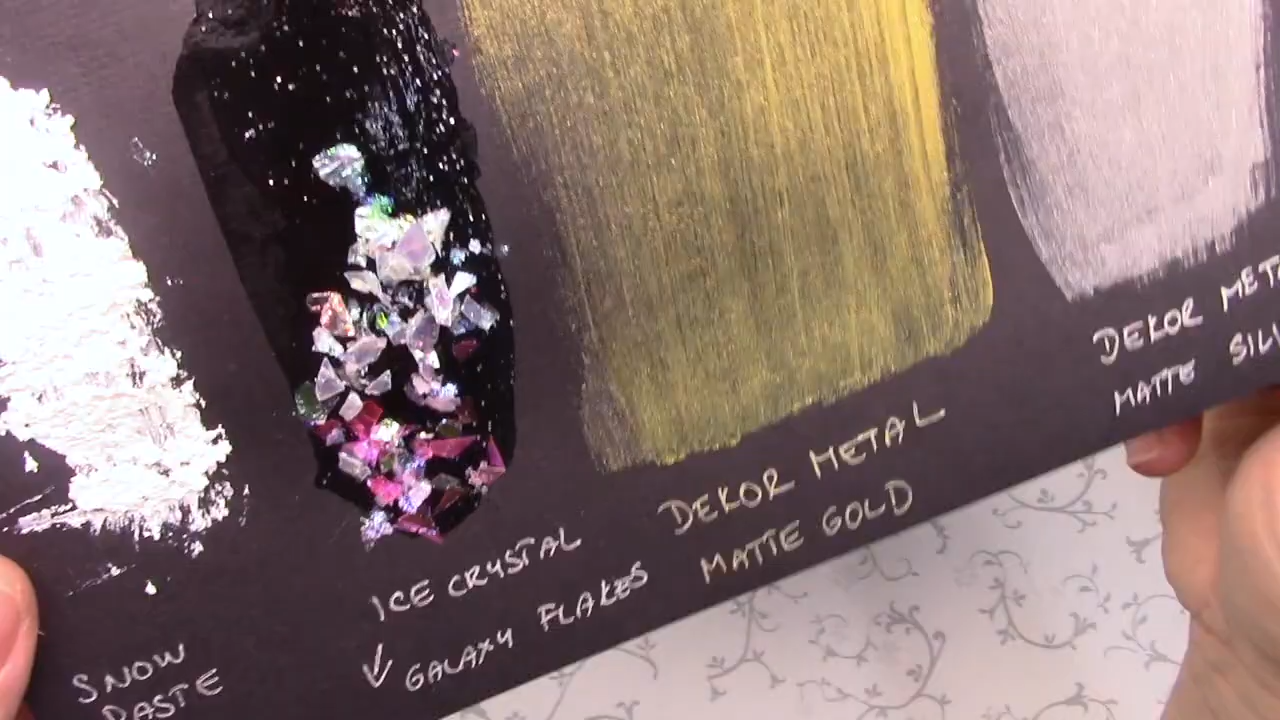 SNOW
PASTE
ICE CRYSTAL
↓ GALAXY FLAKES
DEKOR METAL
MATTE GOLD
DEKOR
MATTE